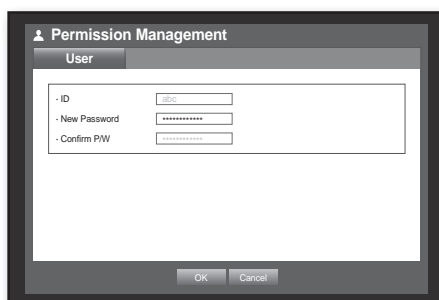 Permission Management
User
- ID abc
- New Password ************
- Confirm P/W ************
OK Cancel